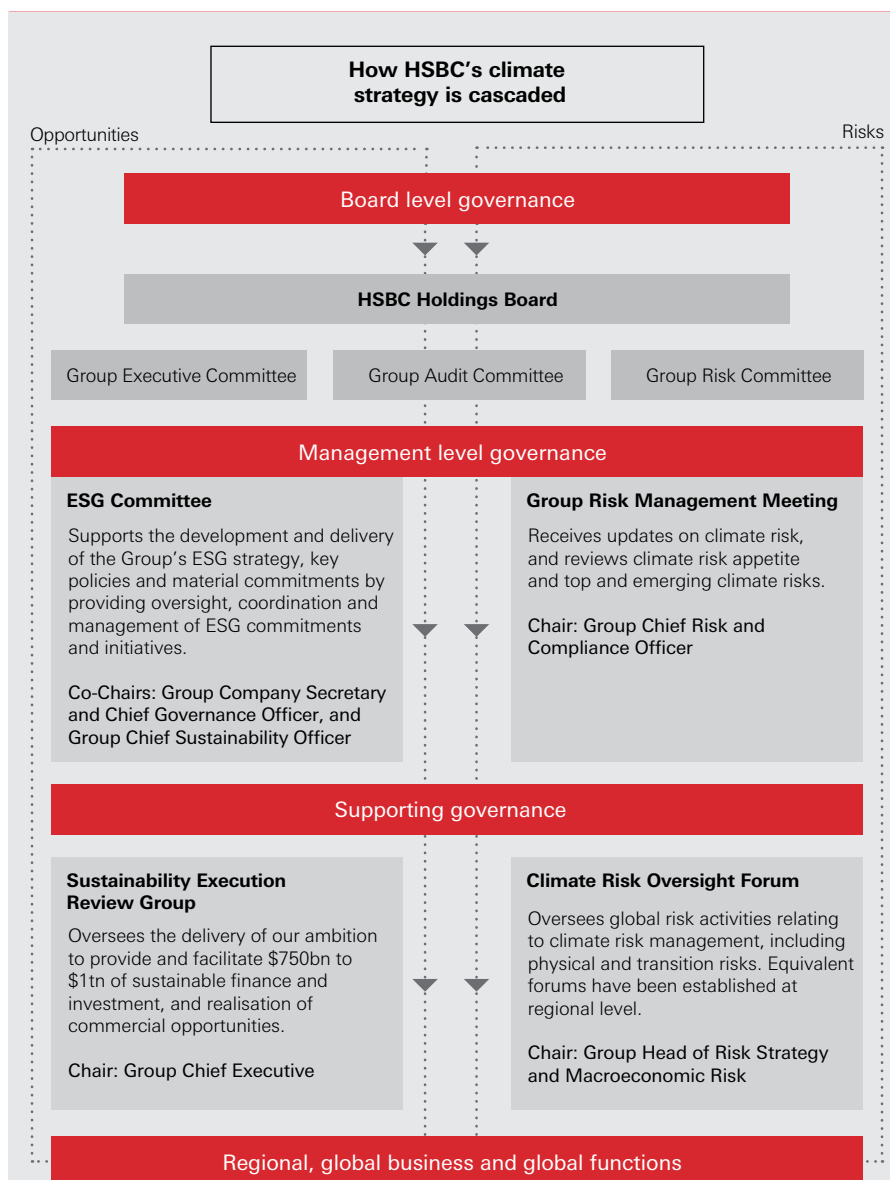 How HSBC's climate
strategy is cascaded
Opportunities
Risks
Board level governance
HSBC Holdings Board
Group Executive Committee
Group Audit Committee
Group Risk Committee
Management level governance
ESG Committee
Supports the development and delivery
of the Group's ESG strategy, key
policies and material commitments by
providing oversight, coordination and
management of ESG commitments
and initiatives.
Co-Chairs: Group Company Secretary
and Chief Governance Officer, and
Group Chief Sustainability Officer
Group Risk Management Meeting
Receives updates on climate risk,
and reviews climate risk appetite
and top and emerging climate risks.
Chair: Group Chief Risk and
Compliance Officer
Supporting governance
Sustainability Execution
Review Group
Oversees the delivery of our ambition
to provide and facilitate $750bn to
$1tn of sustainable finance and
investment, and realisation of
commercial opportunities.
Chair: Group Chief Executive
Climate Risk Oversight Forum
Oversees global risk activities relating
to climate risk management, including
physical and transition risks. Equivalent
forums have been established at
regional level.
Chair: Group Head of Risk Strategy
and Macroeconomic Risk
Regional, global business and global functions